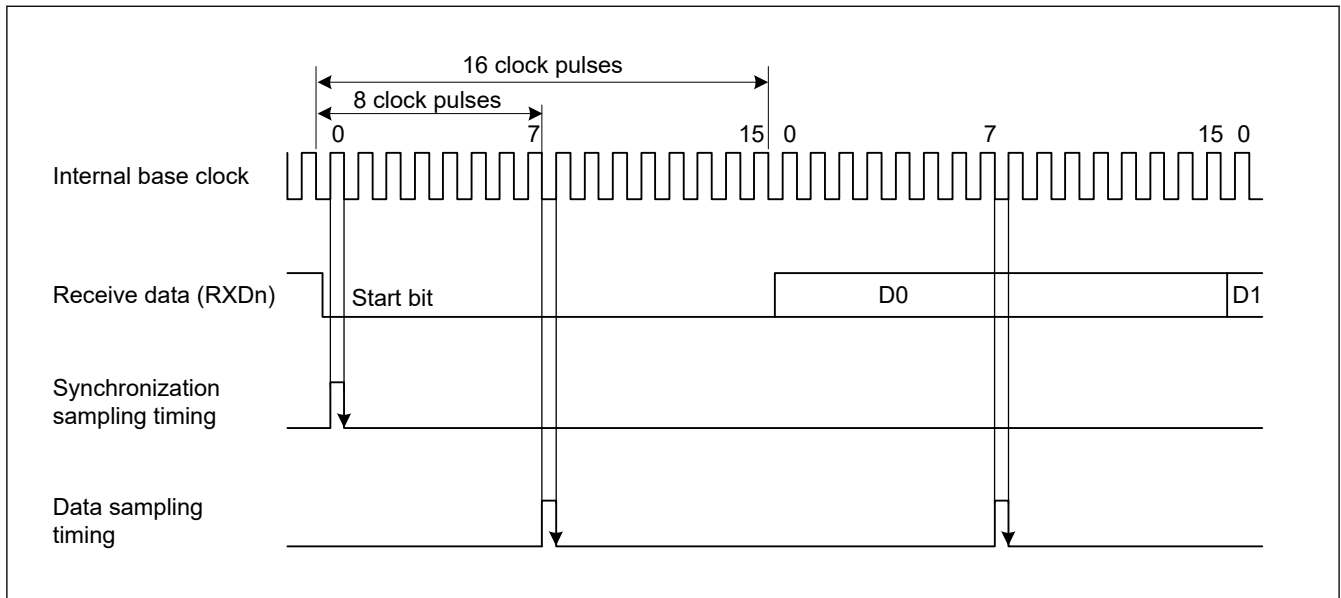 16 clock pulses
8 clock pulses
0 7 15 0 7 15 0
Internal base clock
Receive data (RXDn)
Start bit D0 D1
Synchronization
sampling timing
Data sampling
timing